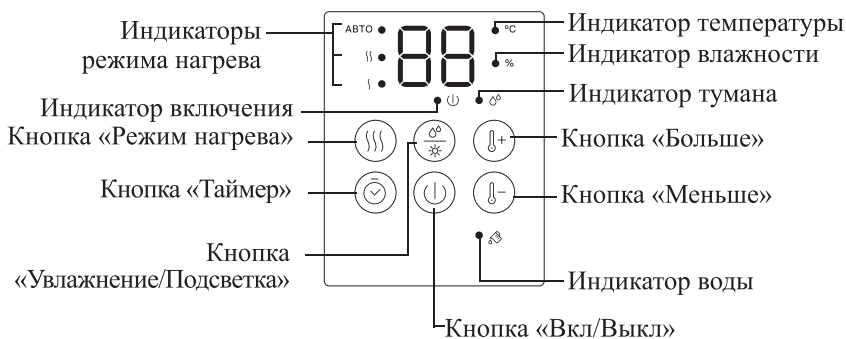 Индикаторы
режима нагрева
Индикатор включения
Кнопка «Режим нагрева»
Кнопка «Таймер»
Кнопка
«Увлажнение/Подсветка»
АВТО
88
°C
%
Индикатор температуры
Индикатор влажности
Индикатор тумана
Кнопка «Больше»
Кнопка «Меньше»
Индикатор воды
Кнопка «Вкл/Выкл»